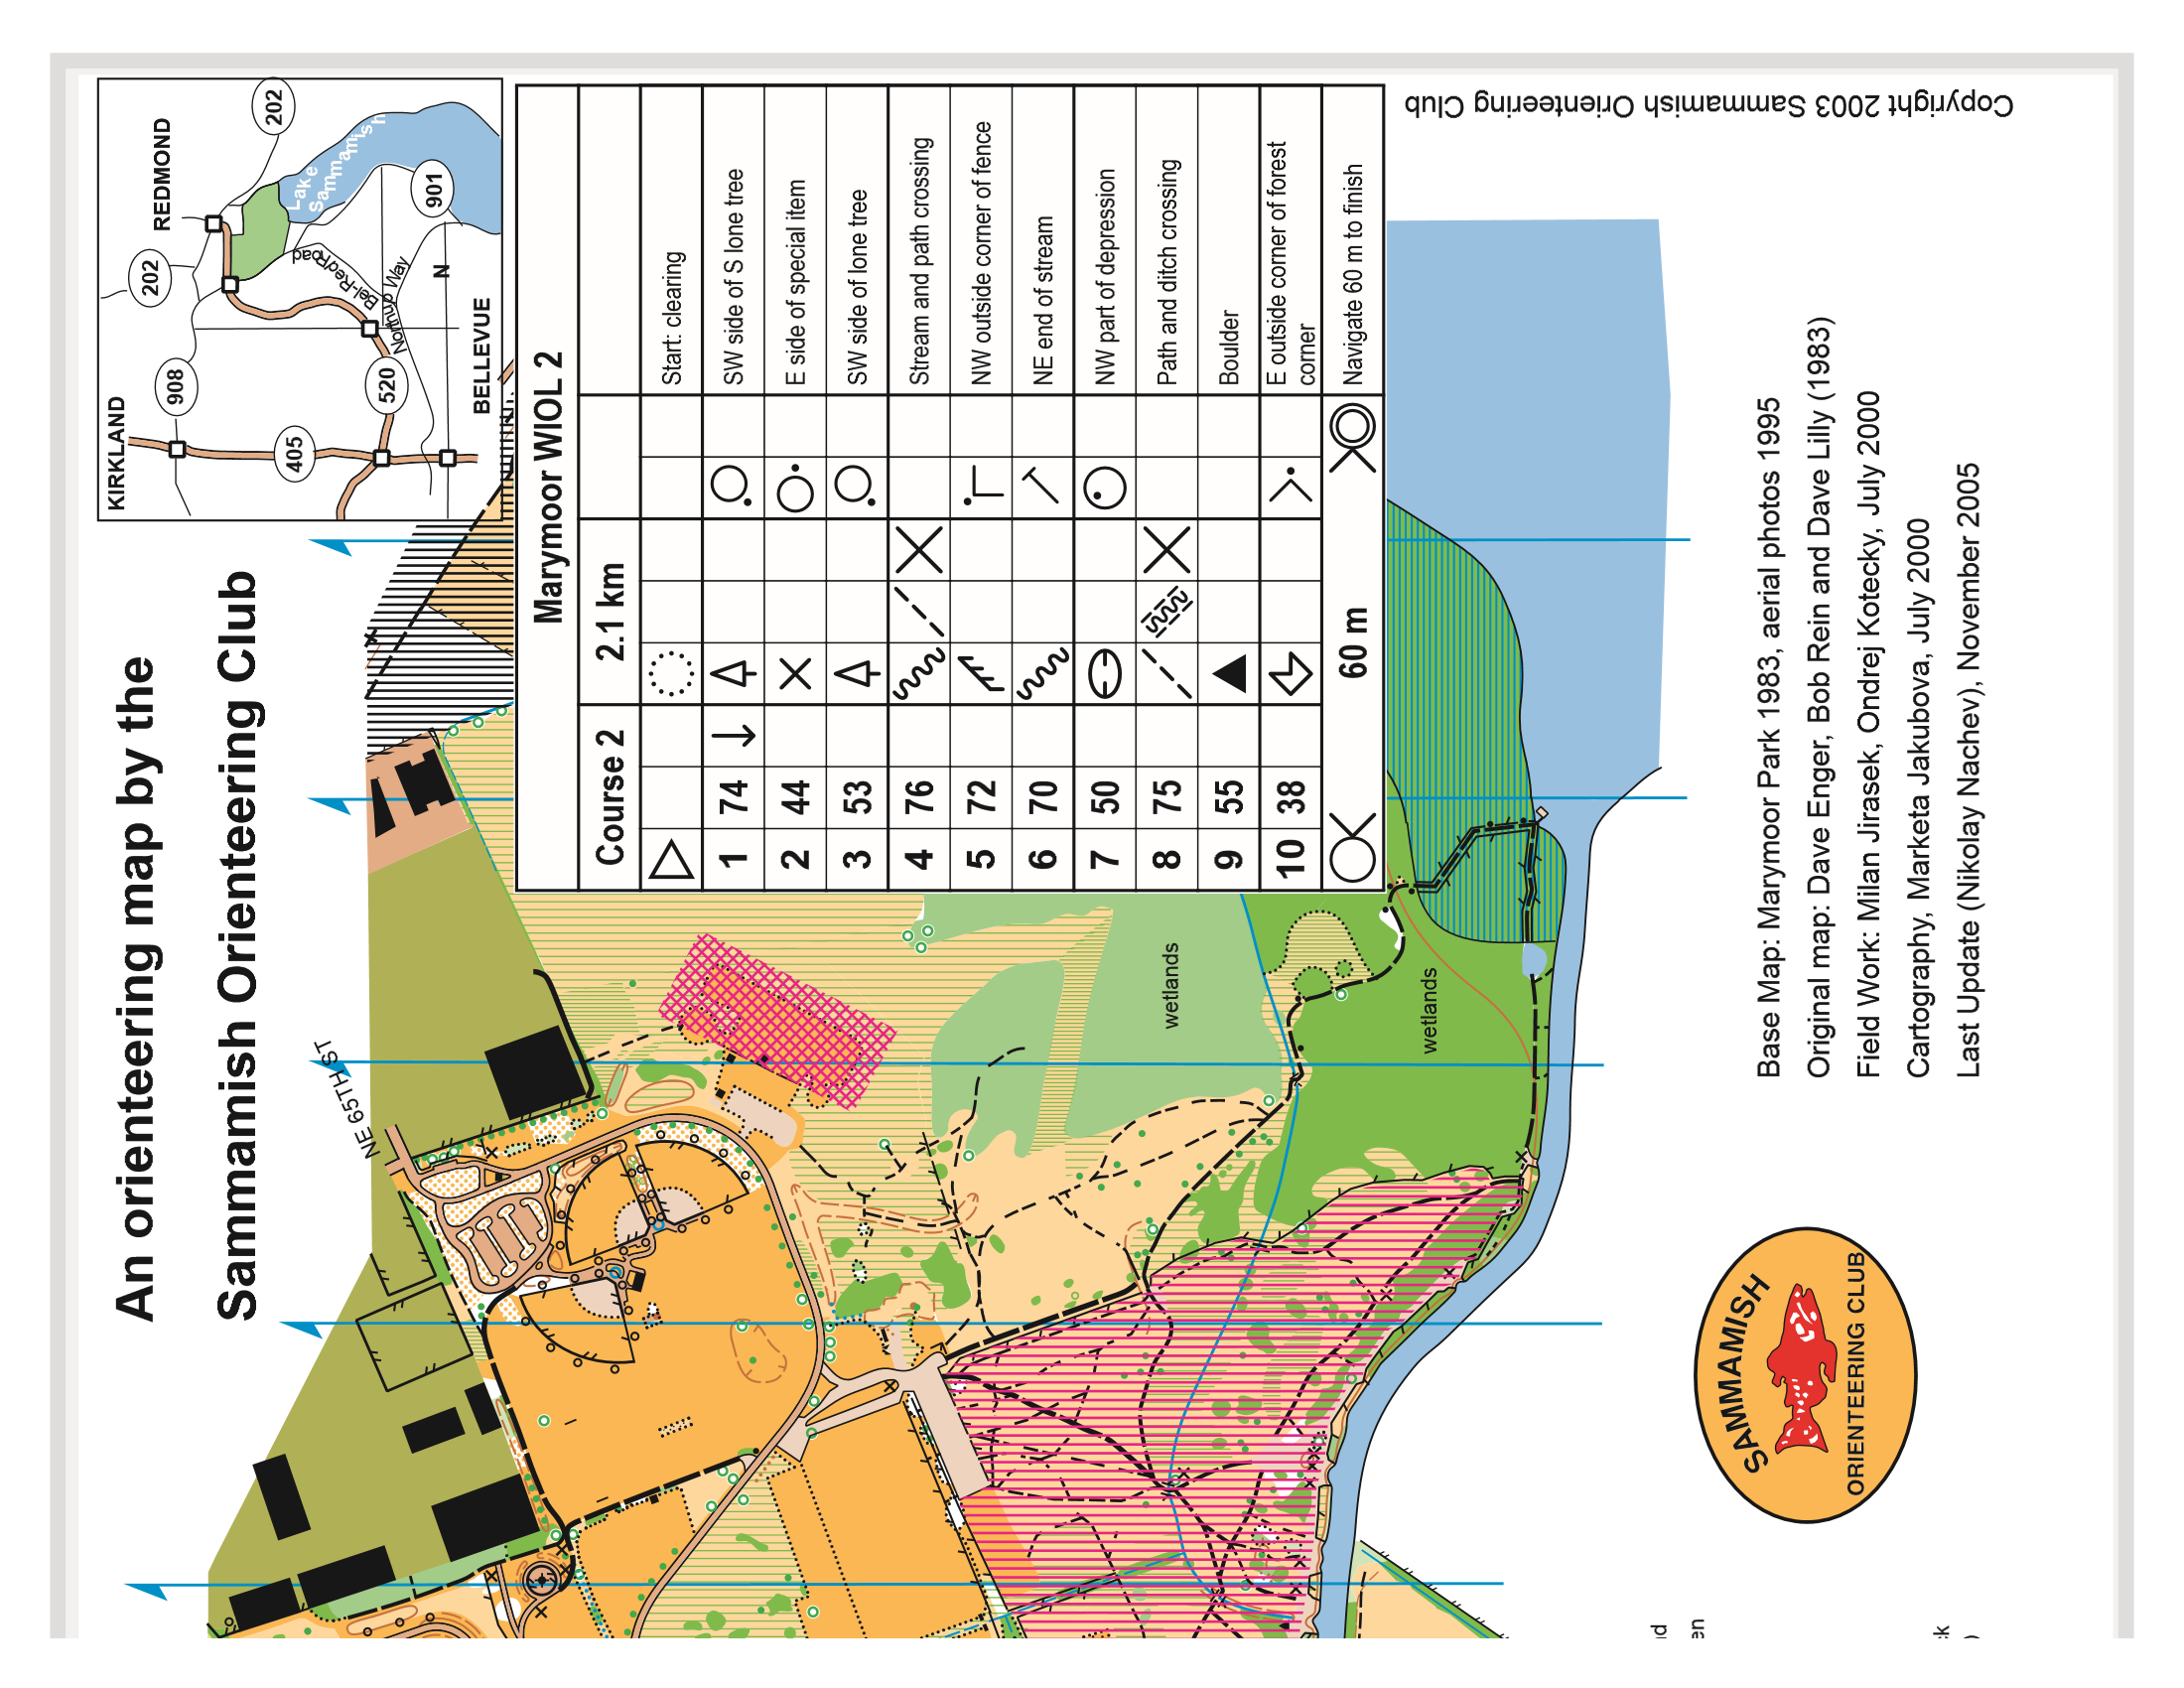 An orienteering map by the
Sammamish Orienteering Club
KIRKLAND
REDMOND
BELLEVUE
202
202
908
405
520
901
Lake
Sammamish
Bel-Red Road
Northup Way
N
NE 65TH ST
Marymoor WIOL 2
Course 2 2.1 km
Start: clearing
1 74 SW side of S lone tree
2 44 E side of special item
3 53 SW side of lone tree
4 76 Stream and path crossing
5 72 NW outside corner of fence
6 70 NE end of stream
7 50 NW part of depression
8 75 Path and ditch crossing
9 55 Boulder
10 38 E outside corner of forest
corner
60 m Navigate 60 m to finish
wetlands
wetlands
Copyright 2003 Sammamish Orienteering Club
Base Map: Marymoor Park 1983, aerial photos 1995
Original map: Dave Enger, Bob Rein and Dave Lilly (1983)
Field Work: Milan Jirasek, Ondrej Kotecky, July 2000
Cartography, Marketa Jakubova, July 2000
Last Update (Nikolay Nachev), November 2005
SAMMAMISH
ORIENTEERING CLUB